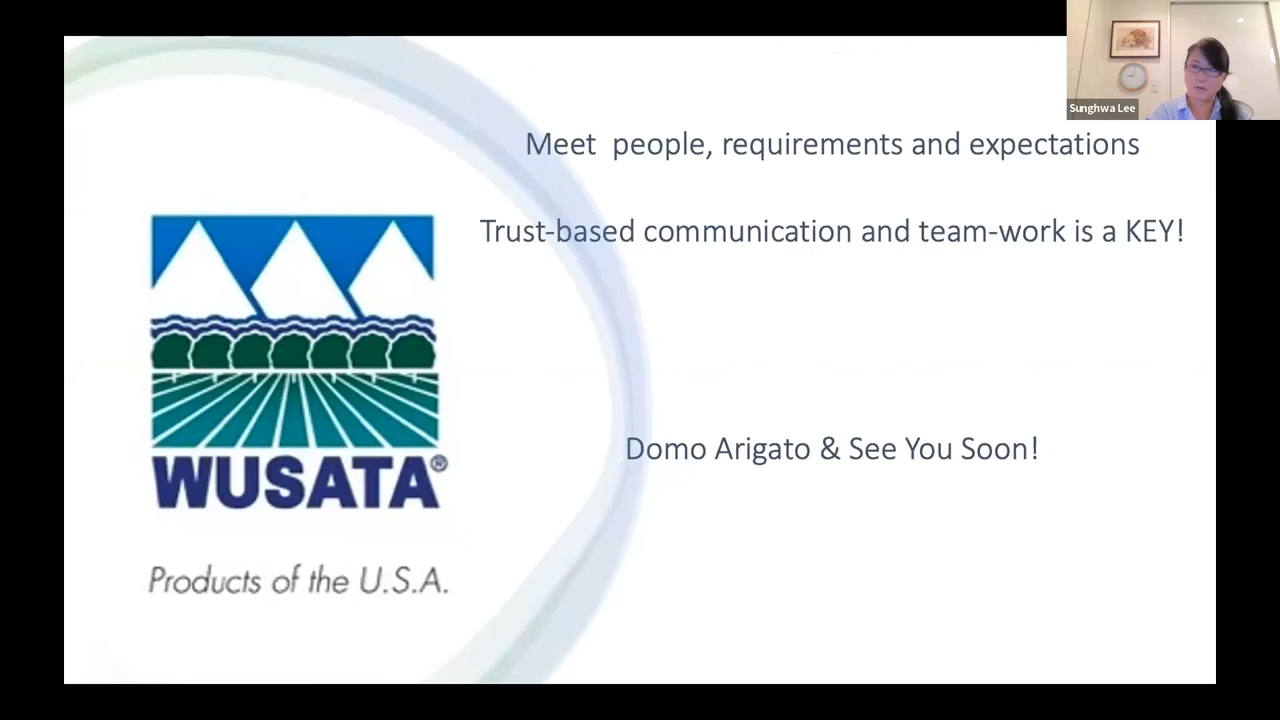 Sunghwa Lee
Meet  people, requirements and expectations
Trust-based communication and team-work is a KEY!
Domo Arigato & See You Soon!
WUSATA®
Products of the U.S.A.